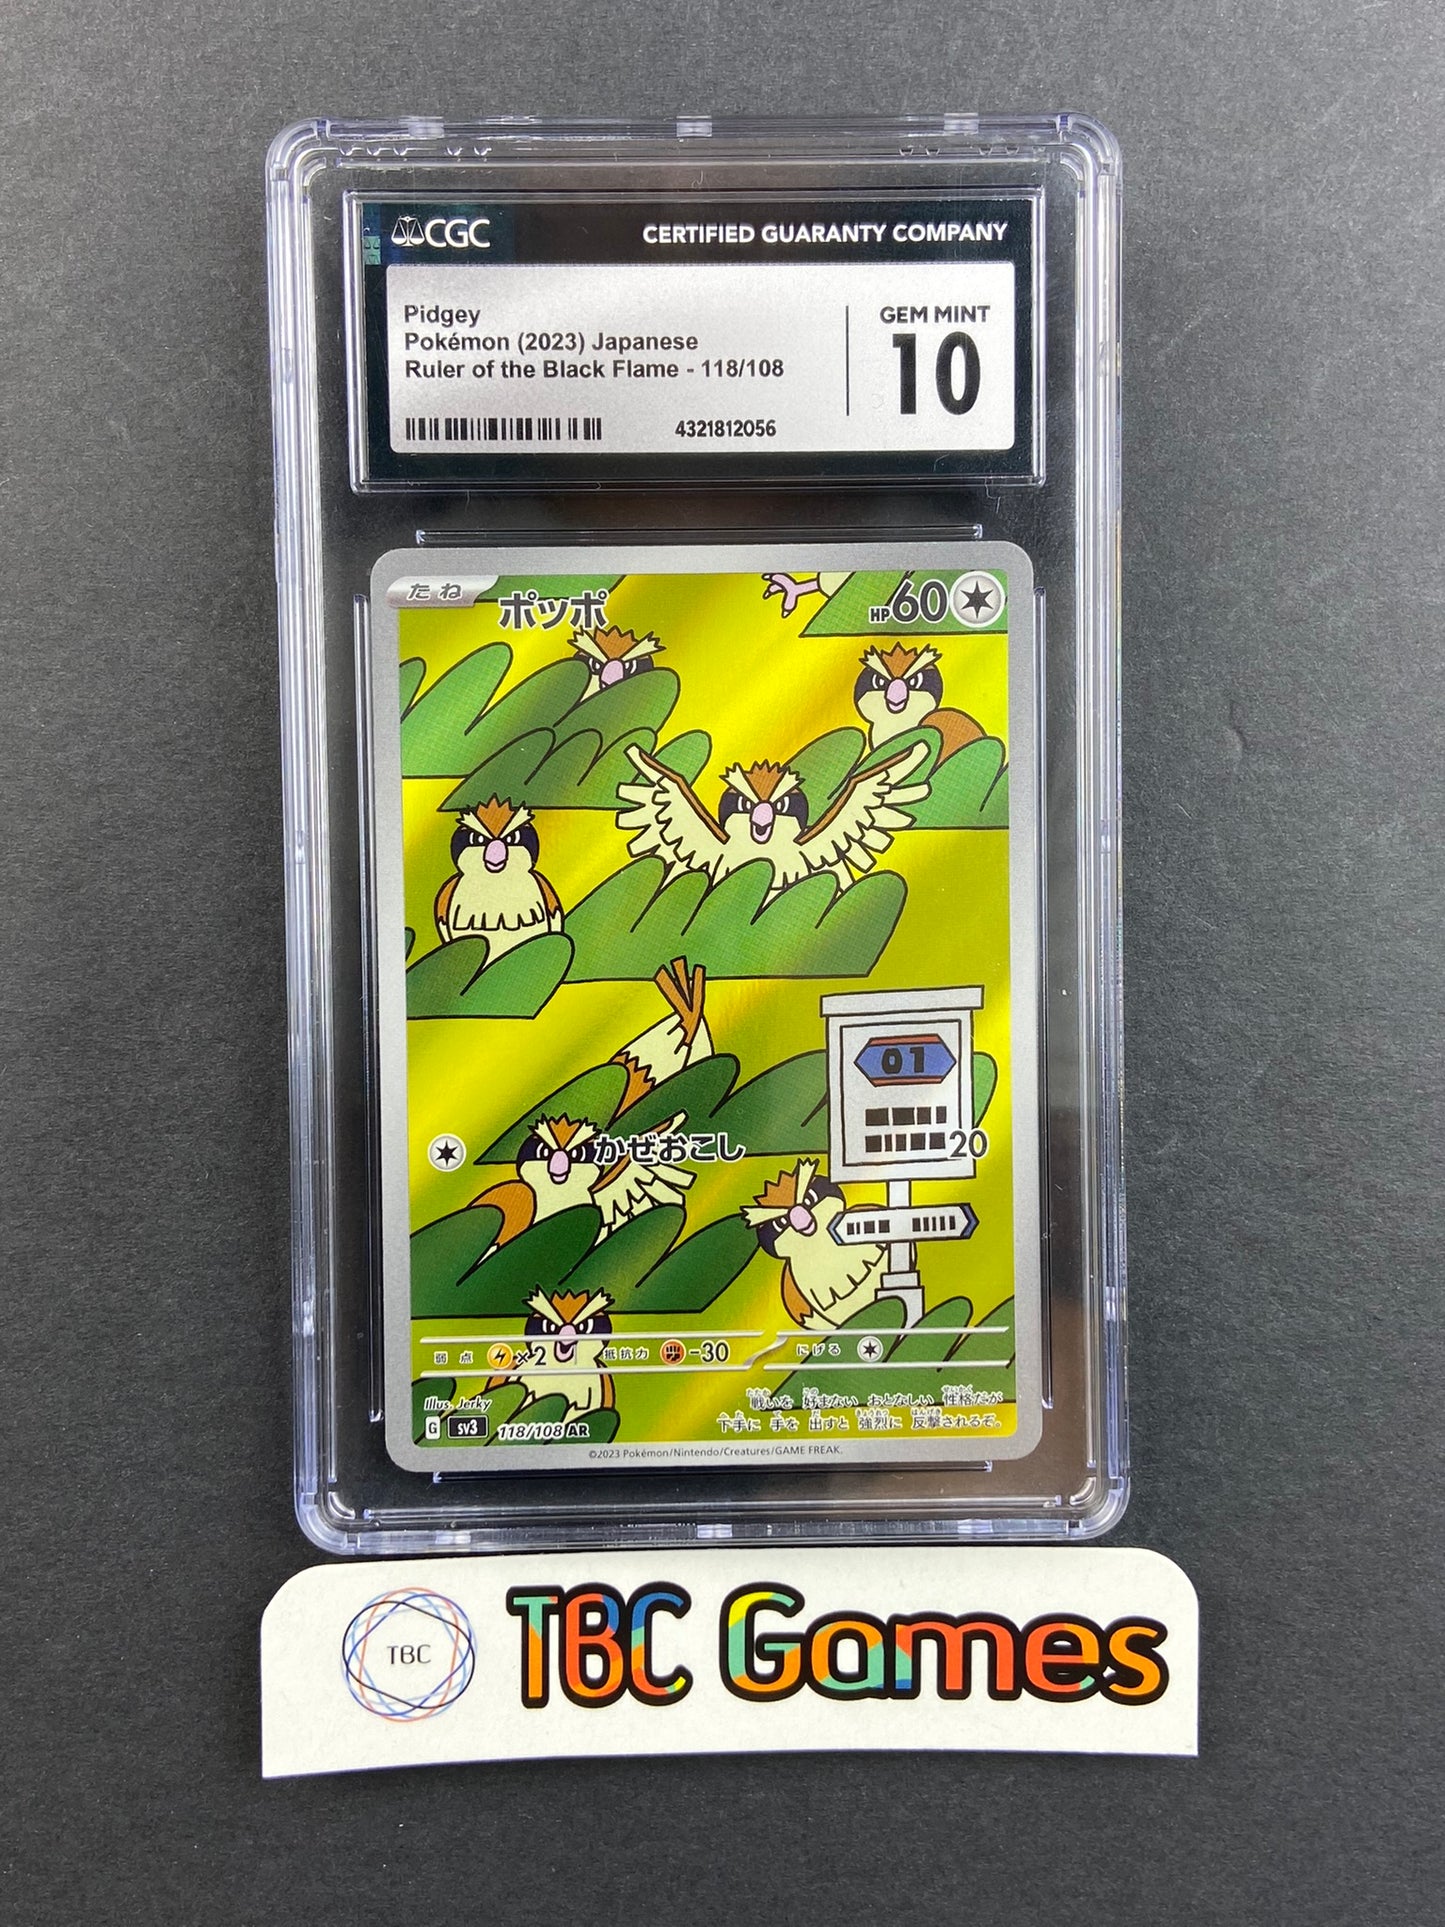 CGC
CERTIFIED GUARANTY COMPANY
Pidgey
Pokémon (2023) Japanese
Ruler of the Black Flame - 118/108
4321812056
GEM MINT
10
たね
ポッポ
HP60
01
かぜおこし
20
弱点 ×2 抵抗力 -30 にげる
Illus. Jerky
G sv3 118/108 AR
戦いを 好まない おとなしい 性格だが
下手に 手を 出すと 強烈に 反撃されるぞ。
©2023 Pokémon/Nintendo/Creatures/GAME FREAK.
TBC
TBC Games